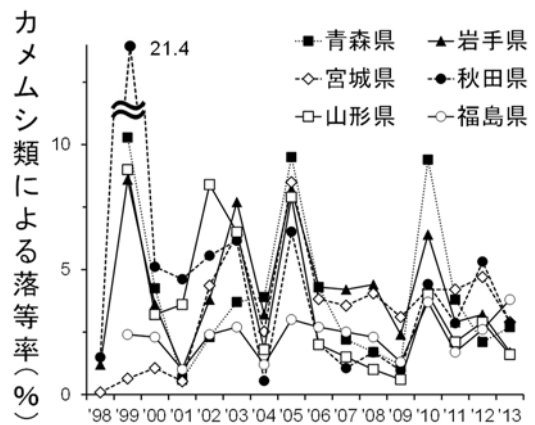 カメムシ類による落等率(%)
21.4
青森県 岩手県
宮城県 秋田県
山形県 福島県
10
5
0
'98 '99 '00 '01 '02 '03 '04 '05 '06 '07 '08 '09 '10 '11 '12 '13